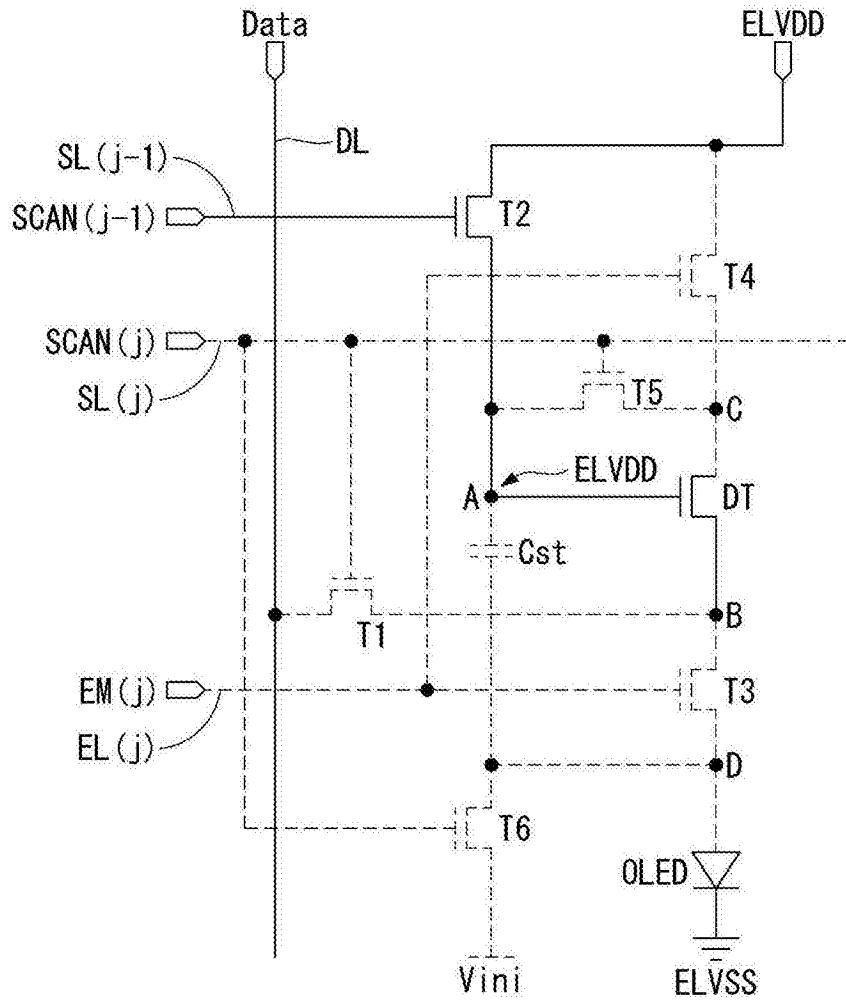 Data
ELVDD
DL
SL(j-1)
SCAN(j-1)
T2
T4
SCAN(j)
SL(j)
T5
C
ELVDD
A
DT
Cst
T1
B
EM(j)
T3
EL(j)
D
T6
OLED
Vini
ELVSS